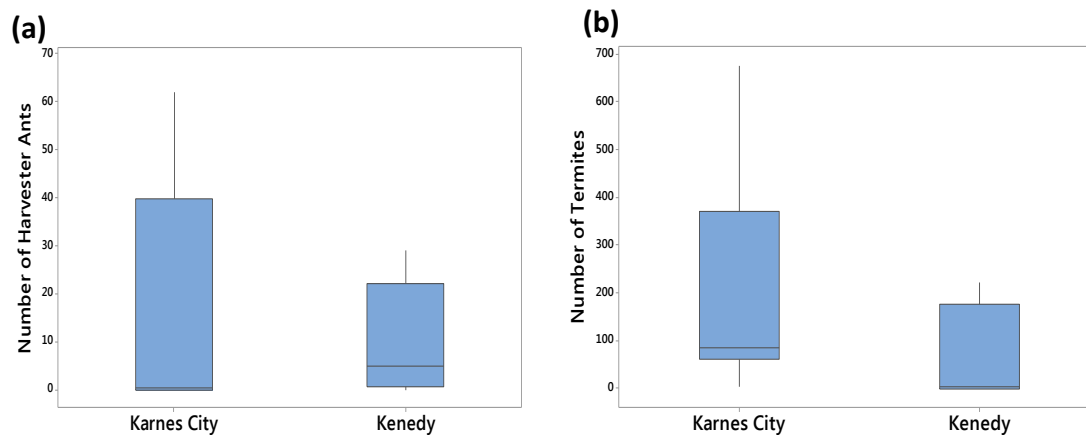 (a)
Number of Harvester Ants
70
60
50
40
30
20
10
0
Karnes City Kenedy
(b)
Number of Termites
700
600
500
400
300
200
100
0
Karnes City Kenedy